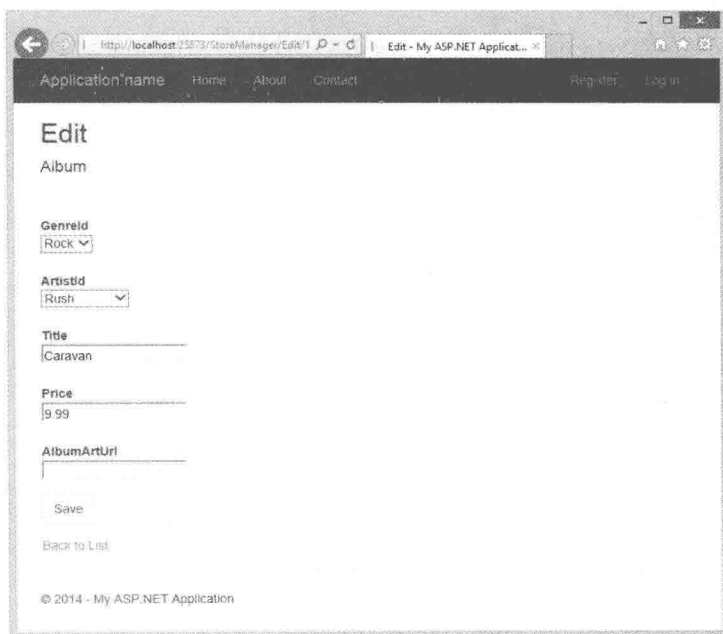 http://localhost:25373/StoreManager/Edit/1
Edit - My ASP.NET Applicat...
Application name Home About Contact Register Log in
Edit
Album
GenreId
Rock
ArtistId
Rush
Title
Caravan
Price
9.99
AlbumArtUrl
Save
Back to List
© 2014 - My ASP.NET Application